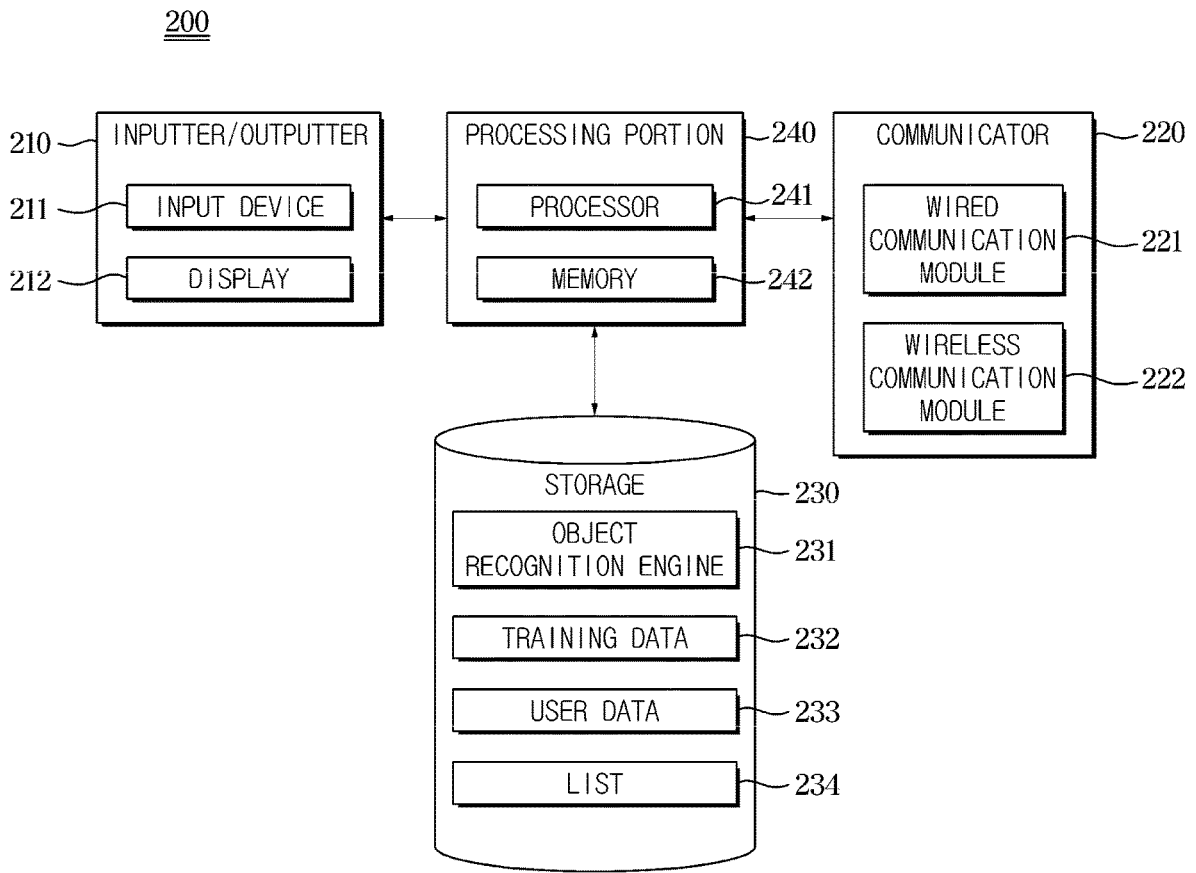 200
INPUTTER/OUTPUTTER
210
INPUT DEVICE
211
DISPLAY
212
PROCESSING PORTION
240
PROCESSOR
241
MEMORY
242
COMMUNICATOR
220
WIRED
COMMUNICATION
MODULE
221
WIRELESS
COMMUNICATION
MODULE
222
STORAGE
230
OBJECT
RECOGNITION ENGINE
231
TRAINING DATA
232
USER DATA
233
LIST
234